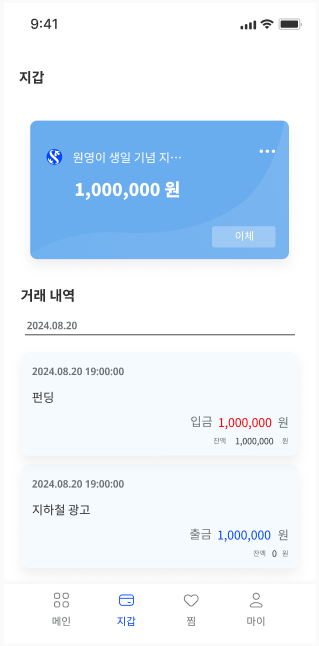 9:41
지갑
원영이 생일 기념 지…
1,000,000 원
이체
거래 내역
2024.08.20
2024.08.20 19:00:00
펀딩
입금 1,000,000 원
잔액 1,000,000 원
2024.08.20 19:00:00
지하철 광고
출금 1,000,000 원
잔액 0 원
메인 지갑 찜 마이